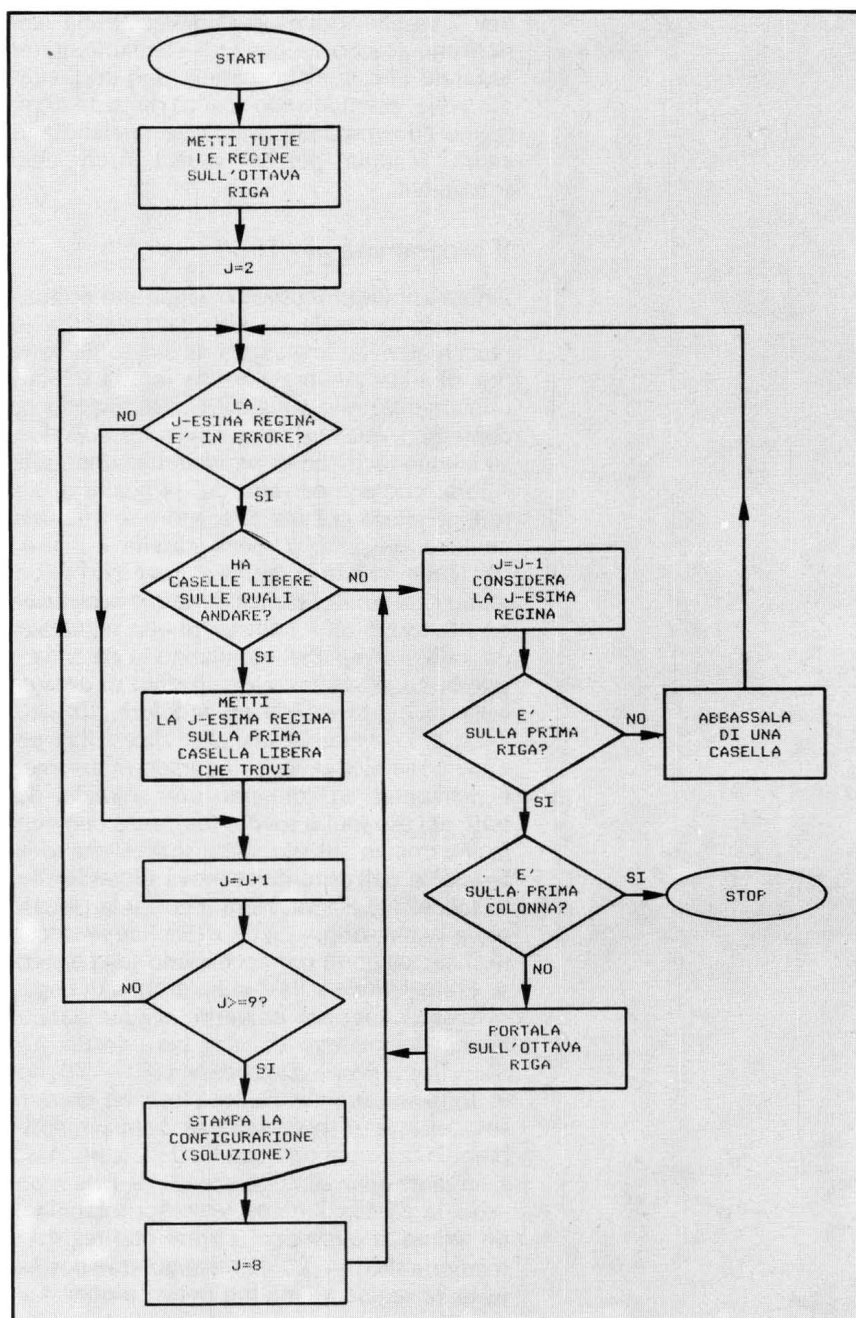 START
METTI TUTTE
LE REGINE
SULL'OTTAVA
RIGA
J=2
LA
J-ESIMA REGINA
E' IN ERRORE?
NO
SI
HA
CASELLE LIBERE
SULLE QUALI
ANDARE?
NO
SI
METTI
LA J-ESIMA REGINA
SULLA PRIMA
CASELLA LIBERA
CHE TROVI
J=J+1
J>=9?
NO
SI
STAMPA LA
CONFIGURARIONE
(SOLUZIONE)
J=8
J=J-1
CONSIDERA
LA J-ESIMA
REGINA
E'
SULLA PRIMA
RIGA?
NO
SI
ABBASSALA
DI UNA
CASELLA
E'
SULLA PRIMA
COLONNA?
SI
NO
STOP
PORTALA
SULL'OTTAVA
RIGA